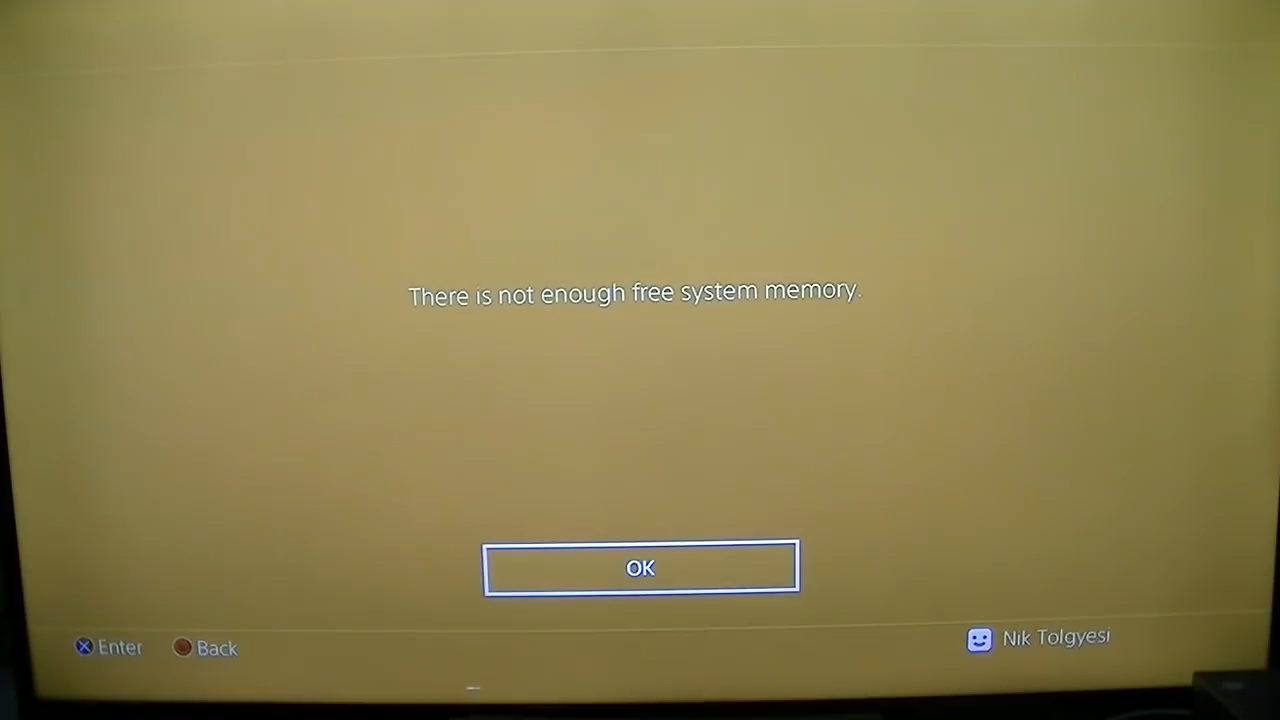 There is not enough free system memory.
OK
Enter Back
Nik Tolgyesi